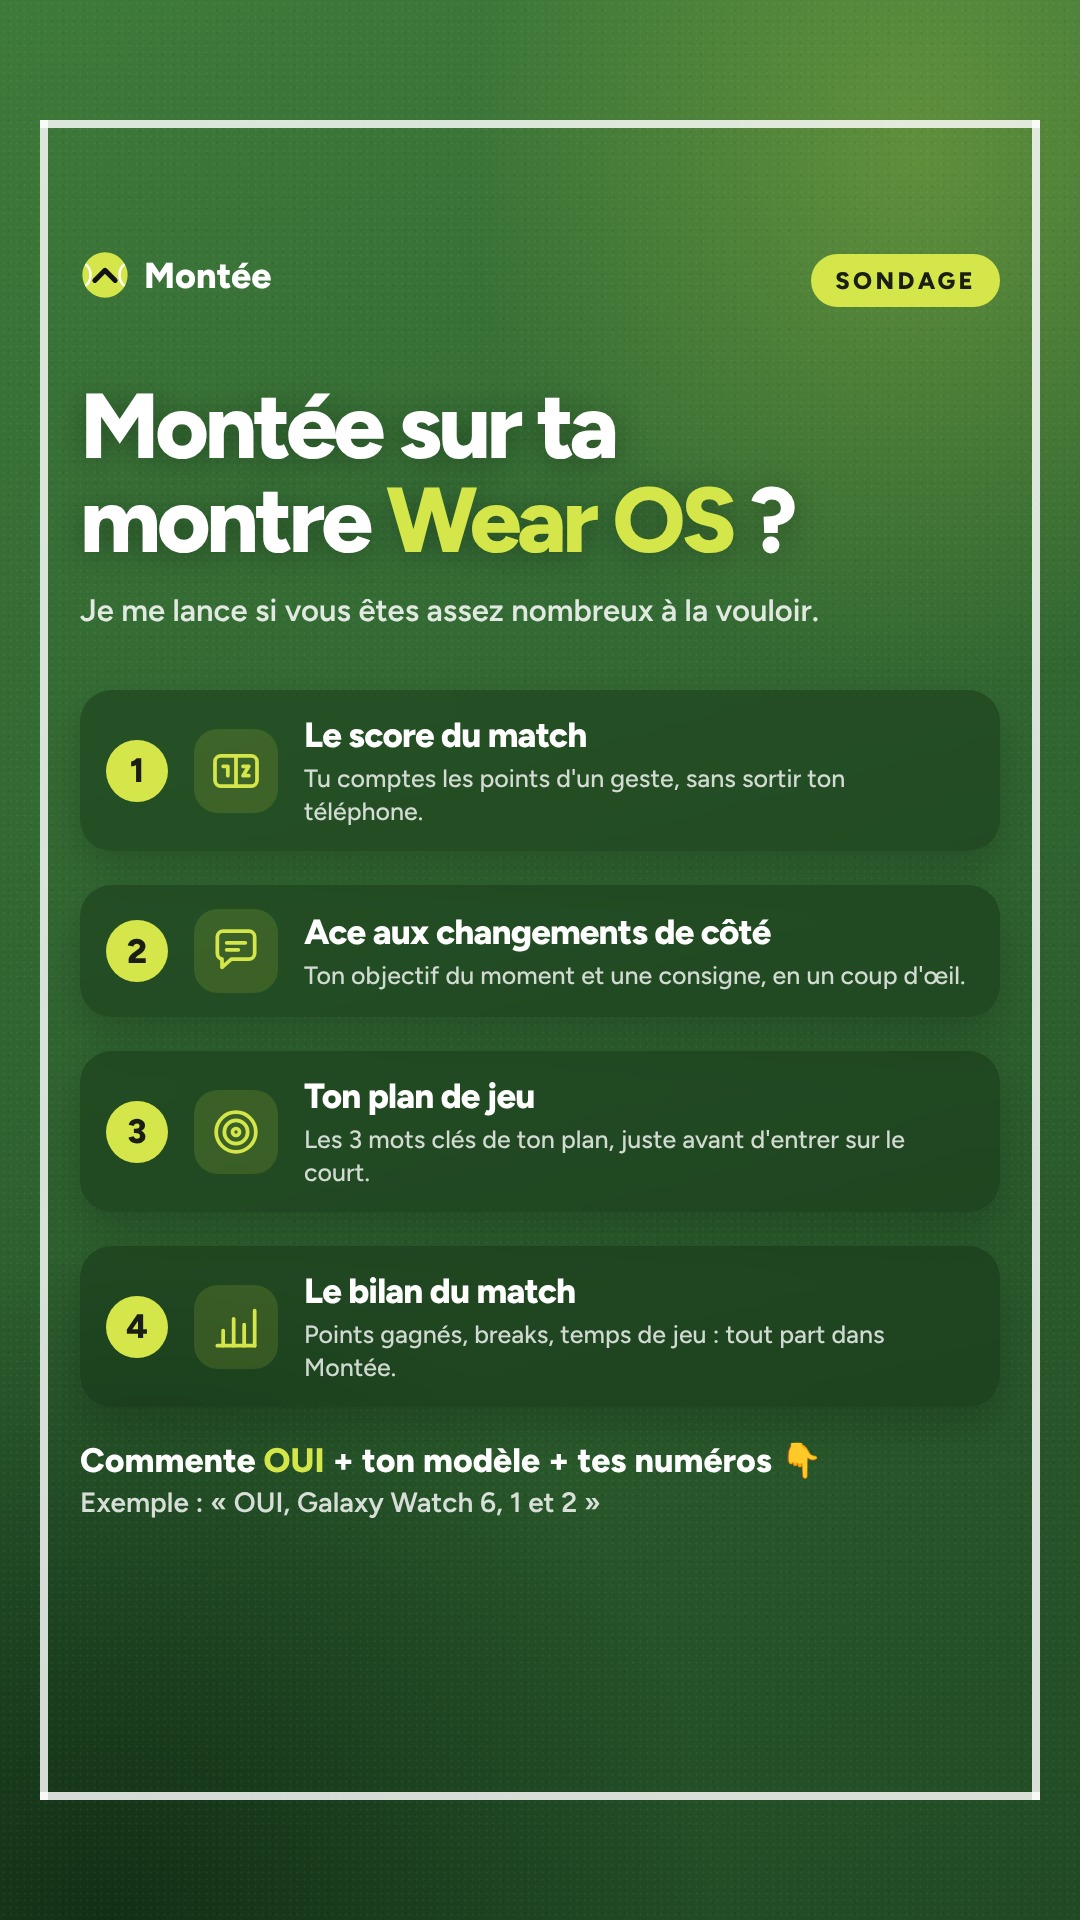 Montée
SONDAGE
Montée sur ta
montre Wear OS ?
Je me lance si vous êtes assez nombreux à la vouloir.
1
1 2
Le score du match
Tu comptes les points d'un geste, sans sortir ton
téléphone.
2
Ace aux changements de côté
Ton objectif du moment et une consigne, en un coup d'œil.
3
Ton plan de jeu
Les 3 mots clés de ton plan, juste avant d'entrer sur le
court.
4
Le bilan du match
Points gagnés, breaks, temps de jeu : tout part dans
Montée.
Commente OUI + ton modèle + tes numéros 👇
Exemple : « OUI, Galaxy Watch 6, 1 et 2 »